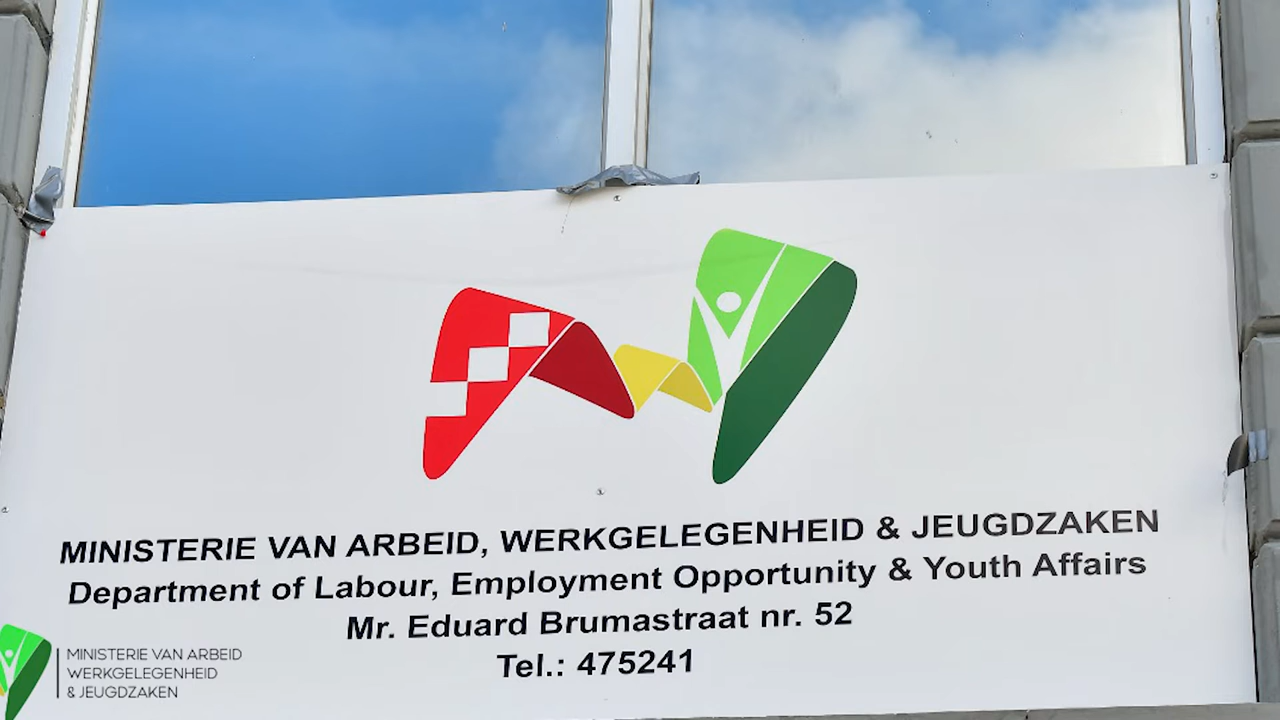 MINISTERIE VAN ARBEID, WERKGELEGENHEID & JEUGDZAKEN
Department of Labour, Employment Opportunity & Youth Affairs
Mr. Eduard Brumastraat nr. 52
Tel.: 475241
MINISTERIE VAN ARBEID
WERKGELEGENHEID
& JEUGDZAKEN